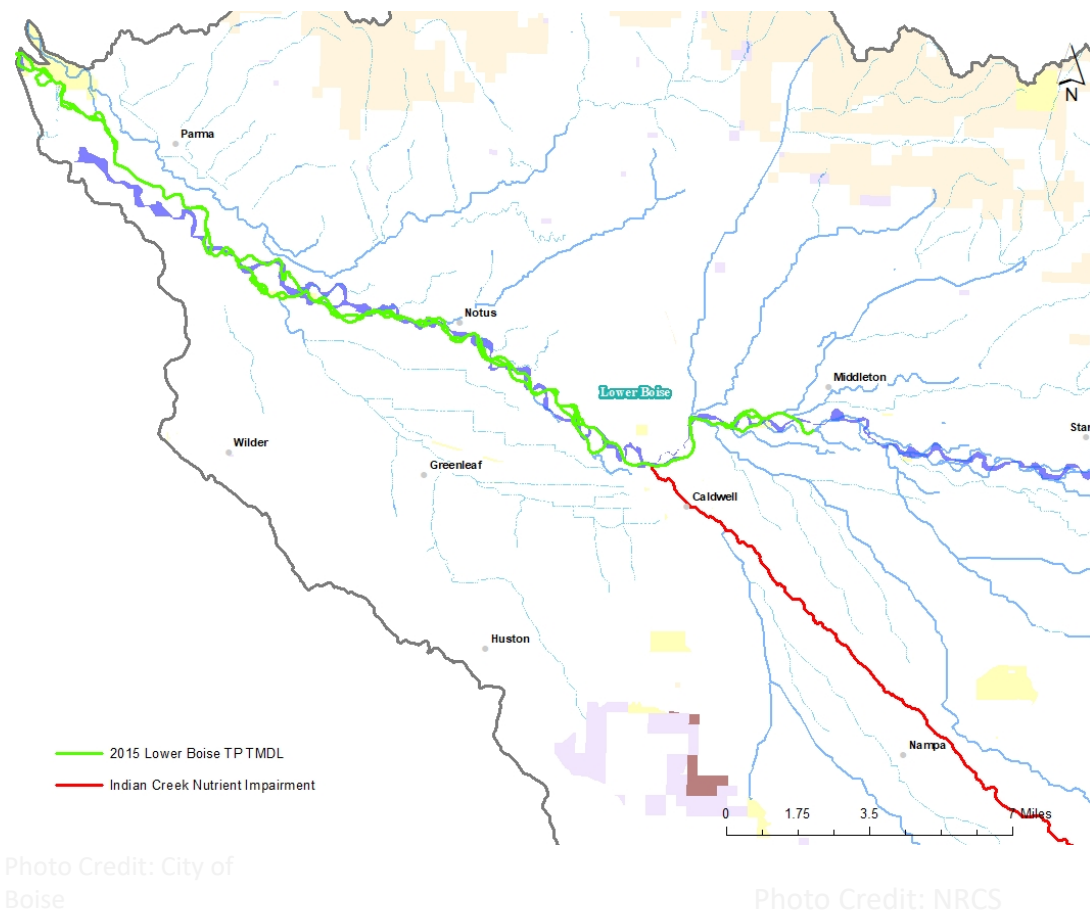 N
Parma
Notus
Lower Boise
Middleton
Star
Wilder
Greenleaf
Caldwell
Huston
2015 Lower Boise TP TMDL
Nampa
Indian Creek Nutrient Impairment
0 1.75 3.5 7 Miles
Photo Credit: City of
Boise
Photo Credit: NRCS